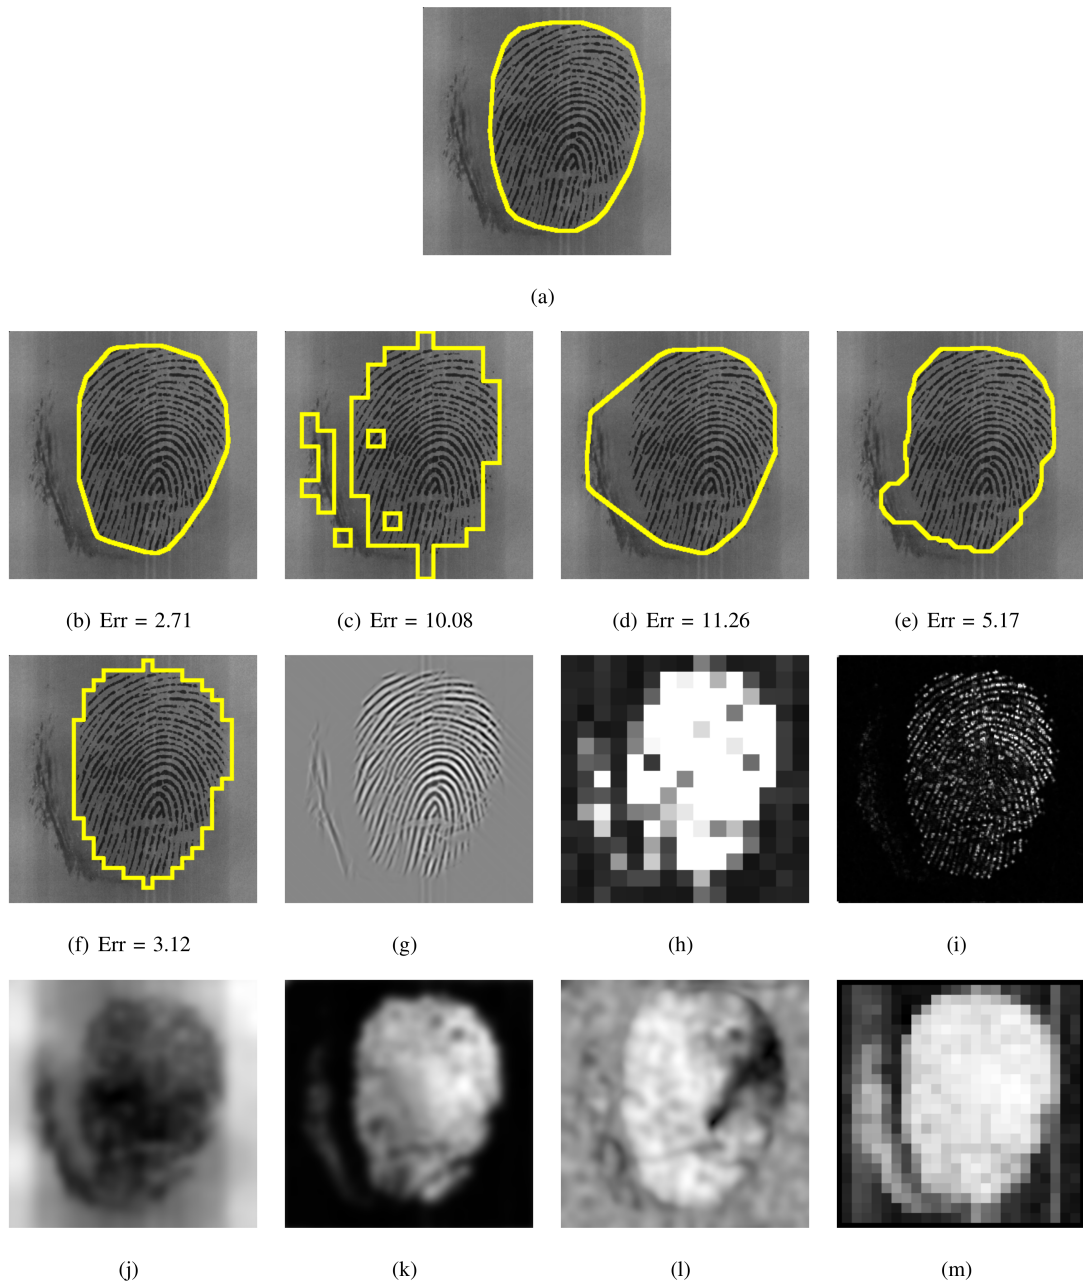 (a)
(b) Err = 2.71
(c) Err = 10.08
(d) Err = 11.26
(e) Err = 5.17
(f) Err = 3.12
(g)
(h)
(i)
(j)
(k)
(l)
(m)